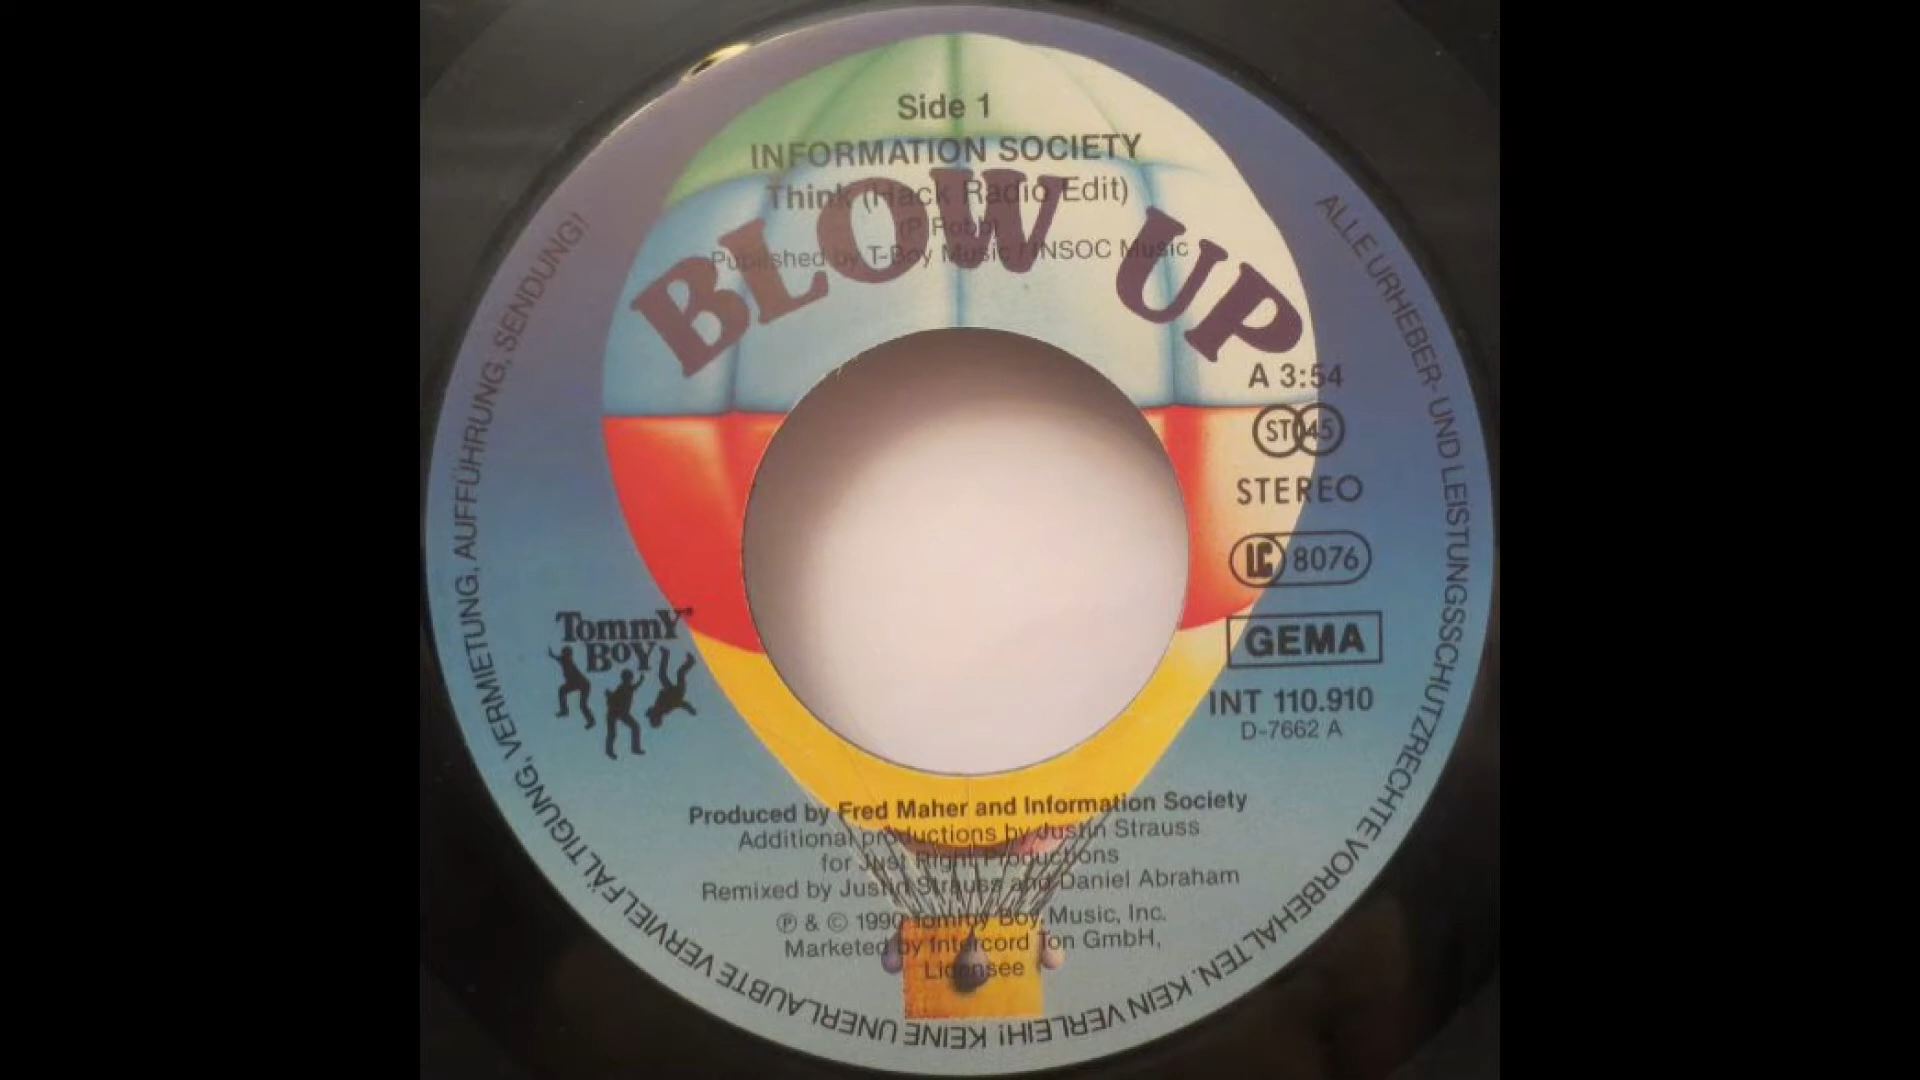 Side 1
INFORMATION SOCIETY
Think (Hack Radio Edit)
(P. Robb)
Published by T-Boy Music / INSOC Music
BLOW UP
A 3:54
ST 45
STEREO
LC 8076
GEMA
INT 110.910
D-7662 A
TOMMY
BOY
Produced by Fred Maher and Information Society
Additional productions by Justin Strauss
for Just Right Productions
Remixed by Justin Strauss and Daniel Abraham
℗ & © 1990 Tommy Boy Music, Inc.
Marketed by Intercord Ton GmbH,
Licensee
ALLE URHEBER- UND LEISTUNGSSCHUTZRECHTE VORBEHALTEN. KEIN VERLEIH! KEINE UNERLAUBTE VERVIELFÄLTIGUNG, VERMIETUNG, AUFFÜHRUNG, SENDUNG!